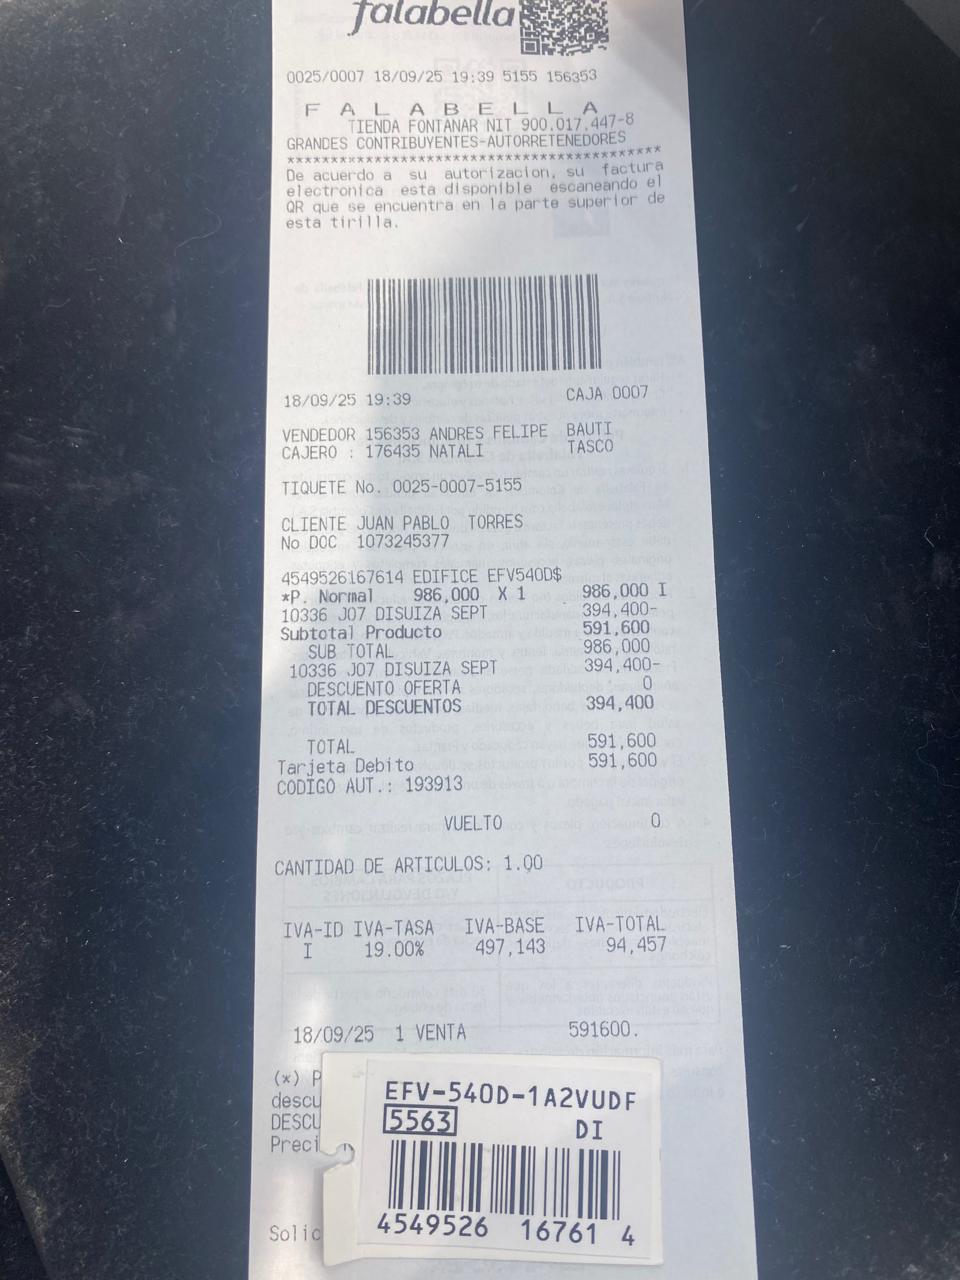 falabella
0025/0007 18/09/25 19:39 5155 156353
F A L A B E L L A
TIENDA FONTANAR NIT 900.017.447-8
GRANDES CONTRIBUYENTES-AUTORRETENEDORES
*************************************************
De acuerdo a su autorizacion, su factura
electronica esta disponible escaneando el
QR que se encuentra en la parte superior de
esta tirilla.
18/09/25 19:39 CAJA 0007
VENDEDOR 156353 ANDRES FELIPE BAUTI
CAJERO : 176435 NATALI TASCO
TIQUETE No. 0025-0007-5155
CLIENTE JUAN PABLO TORRES
No DOC 1073245377
4549526167614 EDIFICE EFV540D$
*P. Normal 986,000 X 1 986,000 I
10336 J07 DISUIZA SEPT 394,400-
Subtotal Producto 591,600
SUB TOTAL 986,000
10336 J07 DISUIZA SEPT 394,400-
DESCUENTO OFERTA 0
TOTAL DESCUENTOS 394,400
TOTAL 591,600
Tarjeta Debito 591,600
CODIGO AUT.: 193913
VUELTO 0
CANTIDAD DE ARTICULOS: 1.00
IVA-ID IVA-TASA IVA-BASE IVA-TOTAL
I 19.00% 497,143 94,457
18/09/25 1 VENTA 591600.
(*) P
descu
DESCU
Preci
Solic
EFV-540D-1A2VUDF
5563 DI
4549526 16761 4